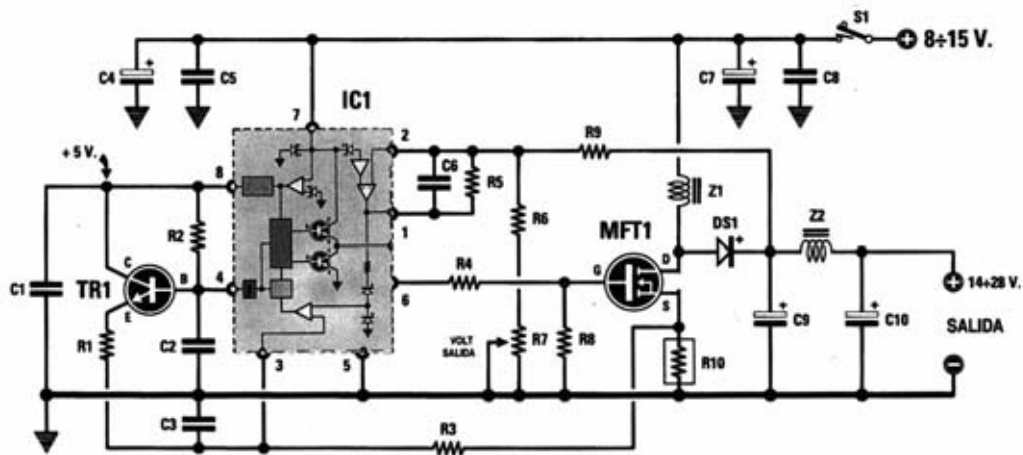 S1
8÷15 V.
C4
+
C5
C7
+
C8
IC1
7
2
R9
+ 5 V.
8
C6
R5
Z1
1
R6
MFT1
DS1
+
Z2
R2
C
B
4
TR1
E
C1
R4
G
D
S
6
14÷28 V.
R1
C2
VOLT
SALIDA
R7
R8
R10
+
C9
+
C10
SALIDA
3
5
C3
R3